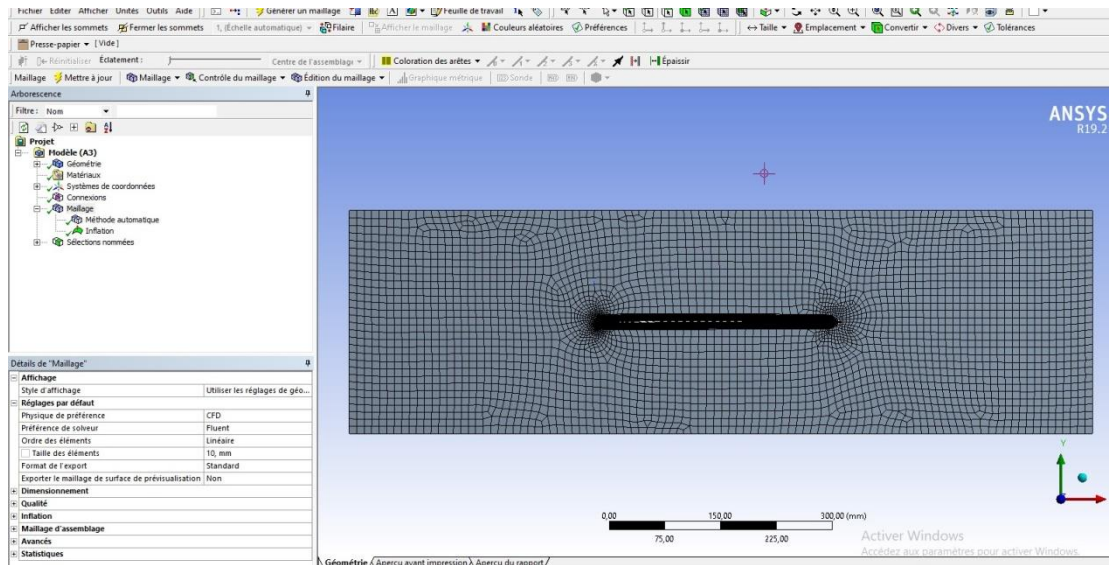 Fichier Editer Afficher Unités Outils Aide Générer un maillage Feuille de travail
Afficher les sommets Fermer les sommets 1, (Échelle automatique) Filaire Afficher le maillage Couleurs aléatoires Préférences Taille Emplacement Convertir Divers Tolérances
Presse-papier [Vide]
Réinitialiser Éclatement: Centre de l'assemblage Coloration des arêtes Épaissir
Maillage Mettre à jour Maillage Contrôle du maillage Édition du maillage Graphique métrique Sonde
Arborescence
Filtre: Nom
Projet
Modèle (A3)
Géométrie
Matériaux
Systèmes de coordonnées
Connexions
Maillage
Méthode automatique
Inflation
Sélections nommées
Détails de "Maillage"
Affichage
Style d'affichage Utiliser les réglages de géo...
Réglages par défaut
Physique de préférence CFD
Préférence de solveur Fluent
Ordre des éléments Linéaire
Taille des éléments 10, mm
Format de l'export Standard
Exporter le maillage de surface de prévisualisation Non
Dimensionnement
Qualité
Inflation
Maillage d'assemblage
Avancés
Statistiques
ANSYS
R19.2
Y
0,00 150,00 300,00 (mm)
75,00 225,00
Activer Windows
Accédez aux paramètres pour activer Windows.
Géométrie Aperçu avant impression Aperçu du rapport